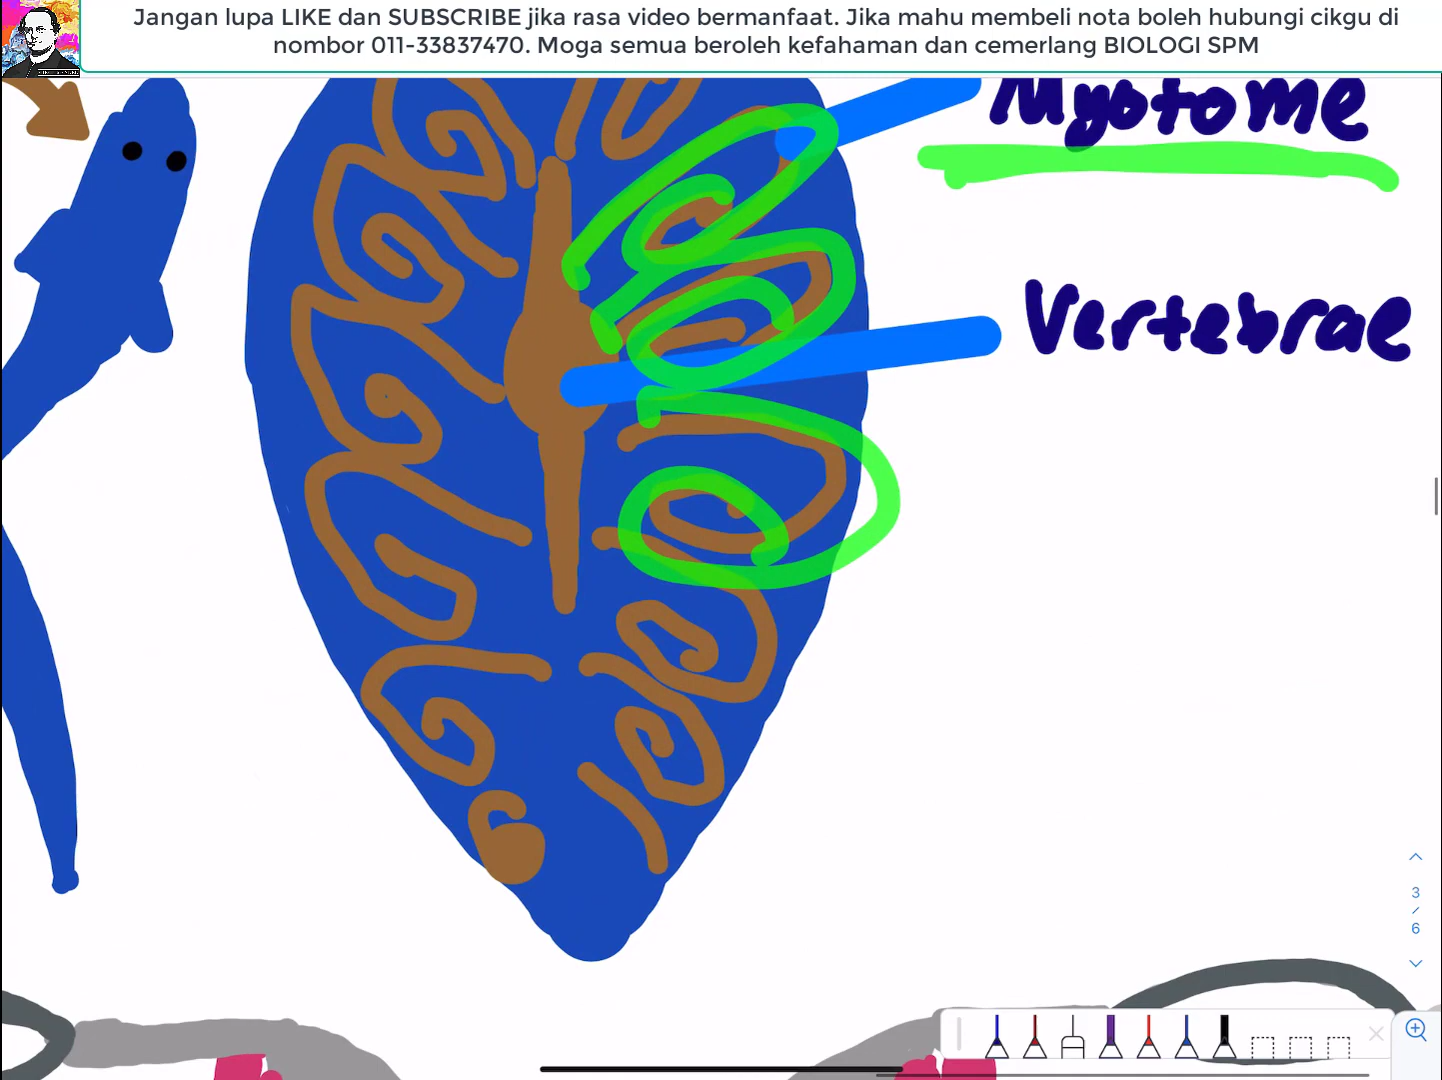 Jangan lupa LIKE dan SUBSCRIBE jika rasa video bermanfaat. Jika mahu membeli nota boleh hubungi cikgu di
nombor 011-33837470. Moga semua beroleh kefahaman dan cemerlang BIOLOGI SPM
Myotome
Vertebrae
3
/
6